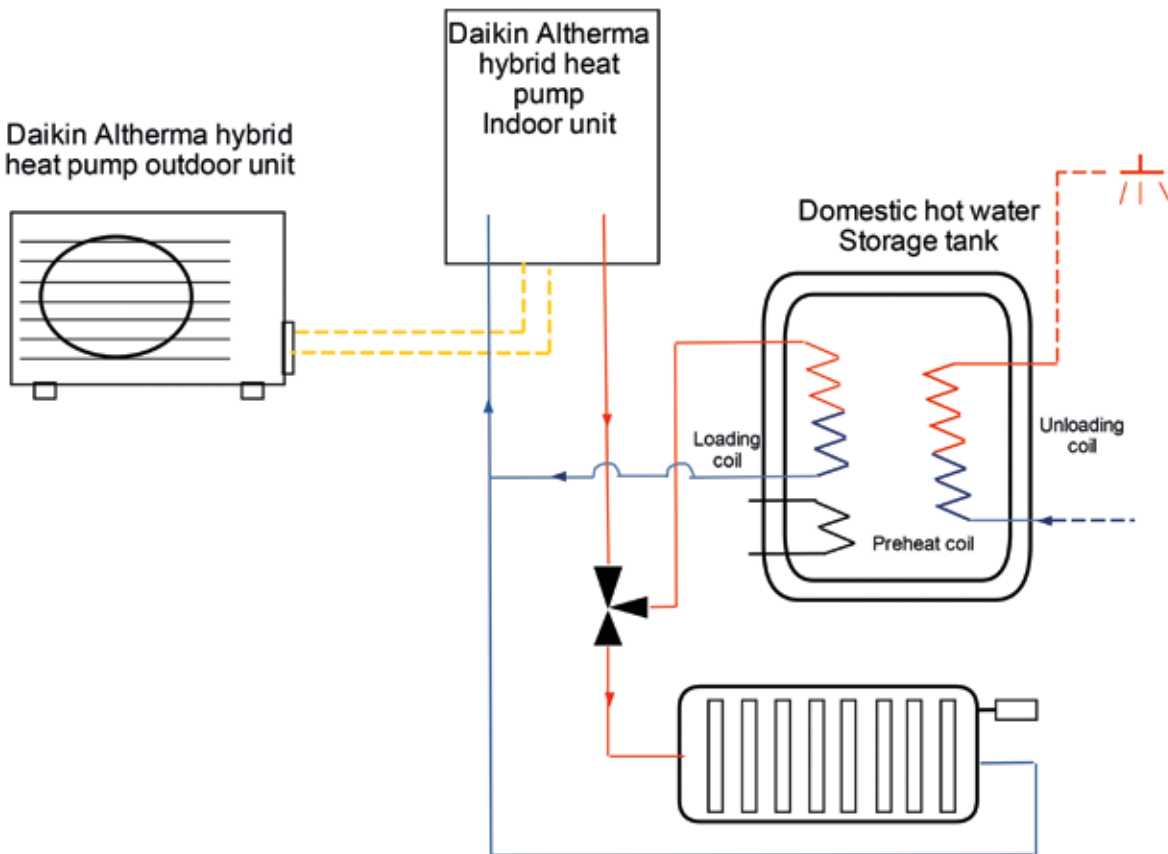 Daikin Altherma
hybrid heat
pump
Indoor unit
Daikin Altherma hybrid
heat pump outdoor unit
Domestic hot water
Storage tank
Loading
coil
Unloading
coil
Preheat coil